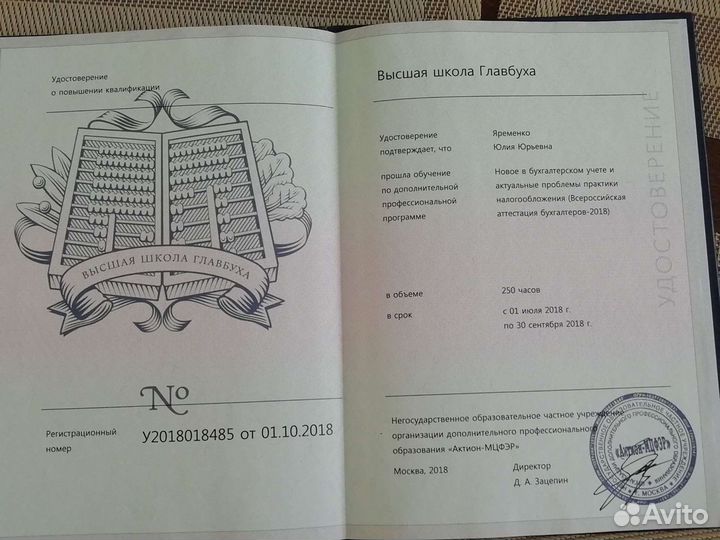 Удостоверение
о повышении квалификации
ВЫСШАЯ ШКОЛА ГЛАВБУХА
№
Регистрационный номер У2018018485 от 01.10.2018
Высшая школа Главбуха
Удостоверение Яременко
подтверждает, что Юлия Юрьевна
прошла обучение Новое в бухгалтерском учете и
по дополнительной актуальные проблемы практики
профессиональной налогообложения (Всероссийская
программе аттестация бухгалтеров-2018)
в объеме 250 часов
в срок с 01 июля 2018 г.
по 30 сентября 2018 г.
УДОСТОВЕРЕНИЕ
Негосударственное образовательное частное учреждение
организации дополнительного профессионального
образования «Актион-МЦФЭР»
Москва, 2018 Директор
Д. А. Зацепин
«Актион-МЦФЭР»
МОСКВА
Avito